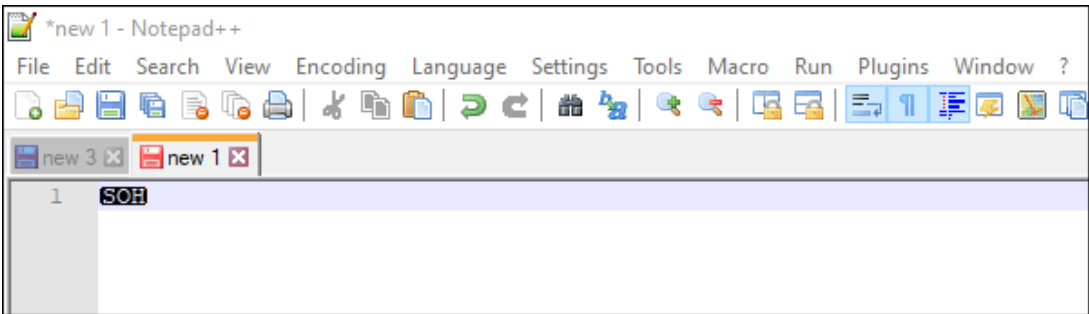 *new 1 - Notepad++
File Edit Search View Encoding Language Settings Tools Macro Run Plugins Window ?
new 3 new 1
1 SOH